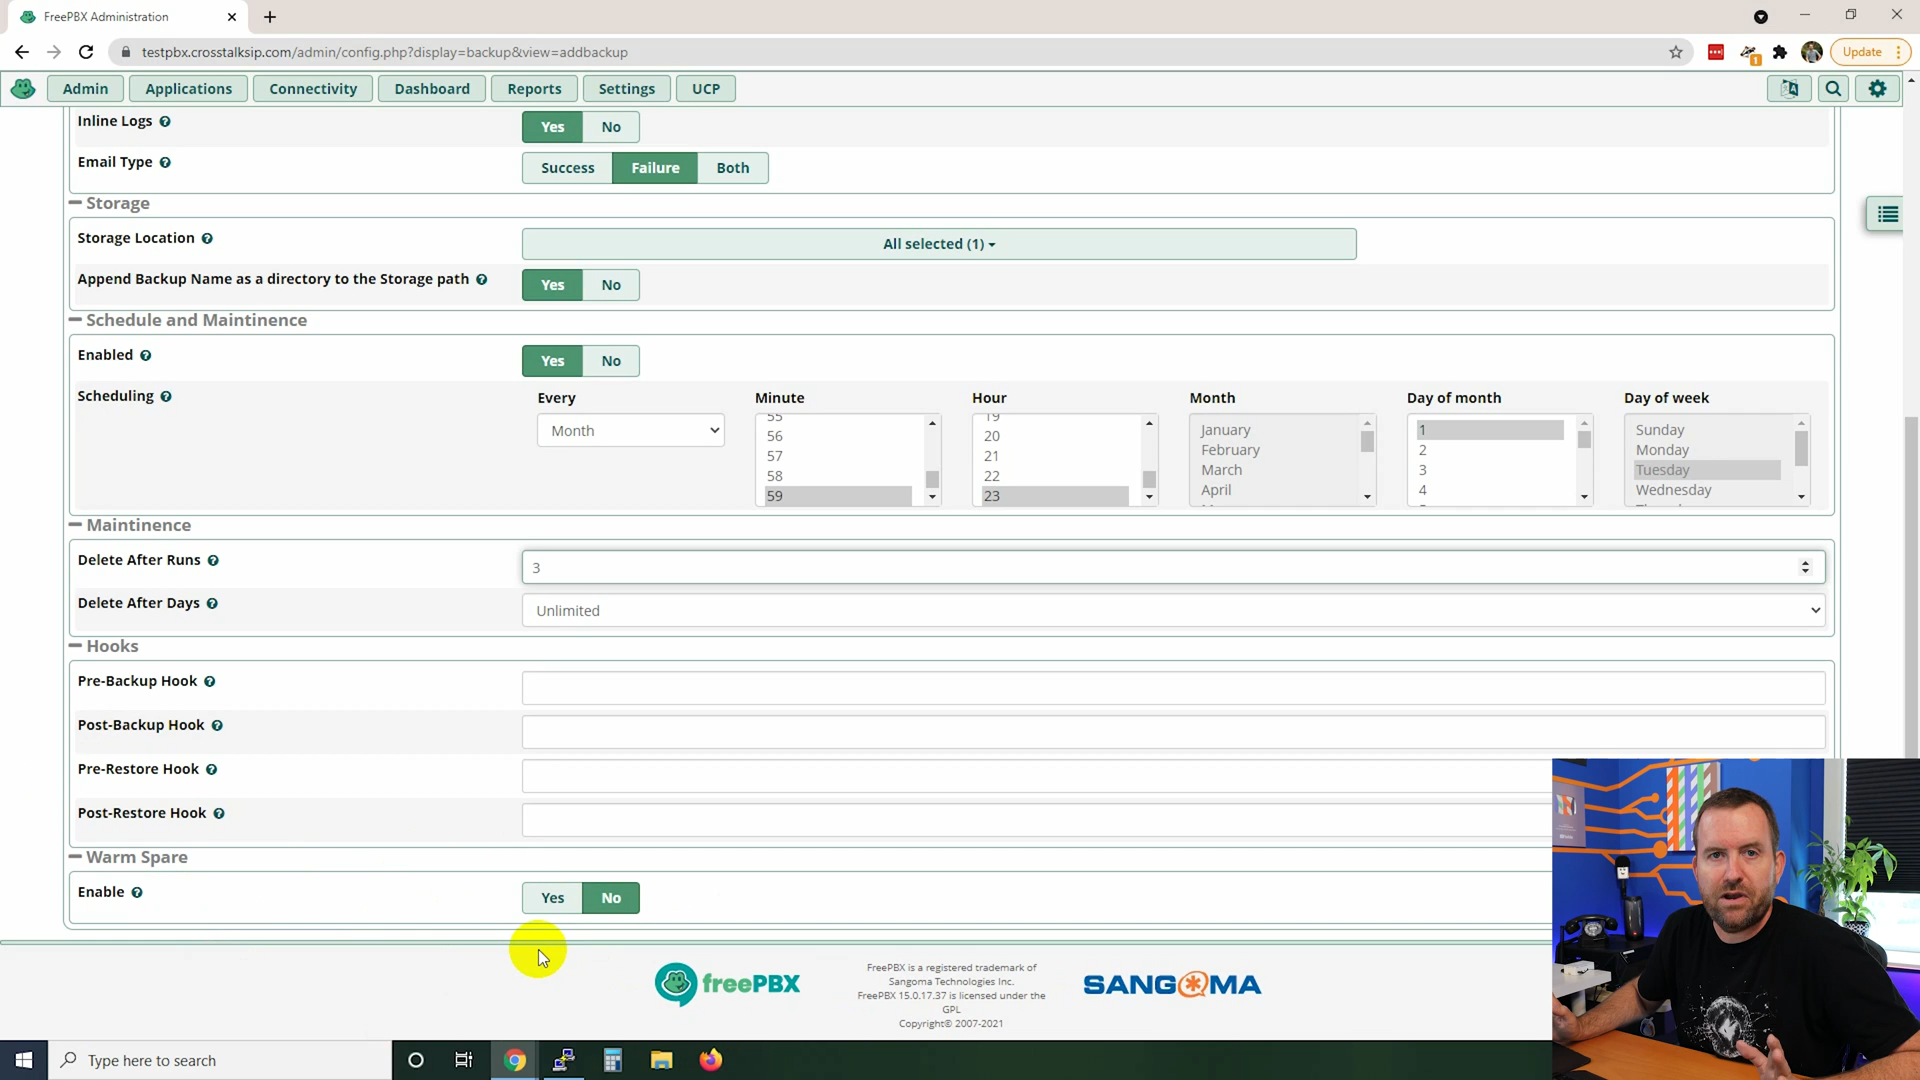 FreePBX Administration
testpbx.crosstalksip.com/admin/config.php?display=backup&view=addbackup
Update
Admin
Applications
Connectivity
Dashboard
Reports
Settings
UCP
Inline Logs
Yes No
Email Type
Success Failure Both
Storage
Storage Location
All selected (1)
Append Backup Name as a directory to the Storage path
Yes No
Schedule and Maintinence
Enabled
Yes No
Scheduling
Every
Month
Minute
55
56
57
58
59
Hour
19
20
21
22
23
Month
January
February
March
April
Day of month
1
2
3
4
Day of week
Sunday
Monday
Tuesday
Wednesday
Maintinence
Delete After Runs
3
Delete After Days
Unlimited
Hooks
Pre-Backup Hook
Post-Backup Hook
Pre-Restore Hook
Post-Restore Hook
Warm Spare
Enable
Yes No
freePBX
FreePBX is a registered trademark of
Sangoma Technologies Inc.
FreePBX 15.0.17.37 is licensed under the
GPL
Copyright© 2007-2021
SANGOMA
Type here to search